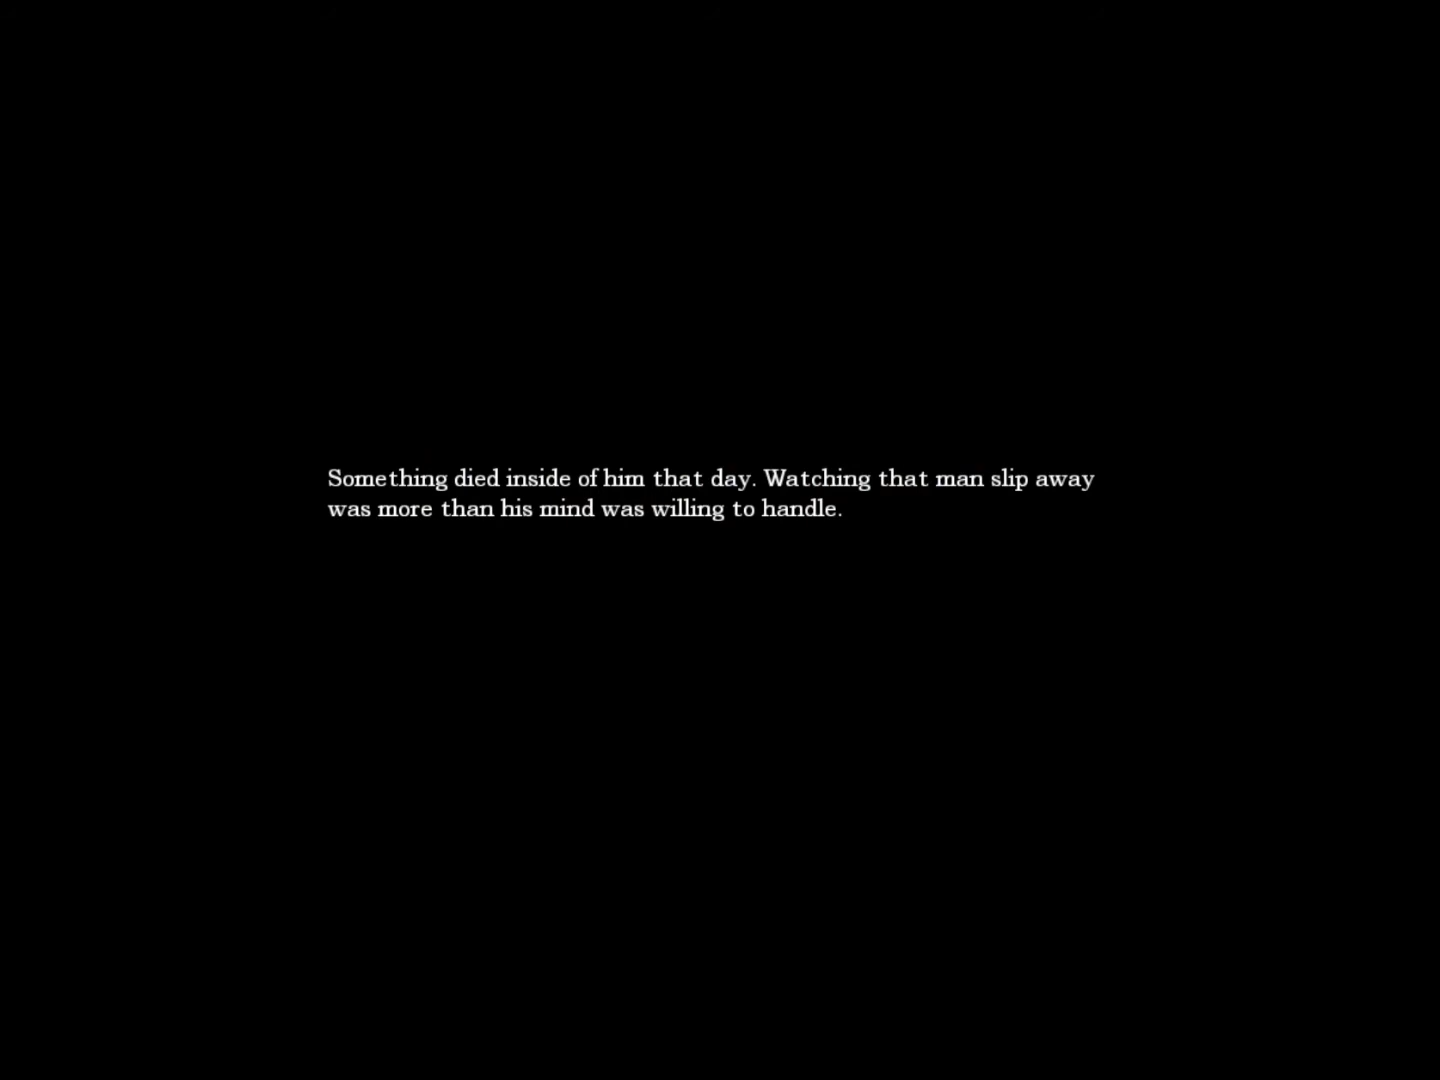 Something died inside of him that day. Watching that man slip away
was more than his mind was willing to handle.